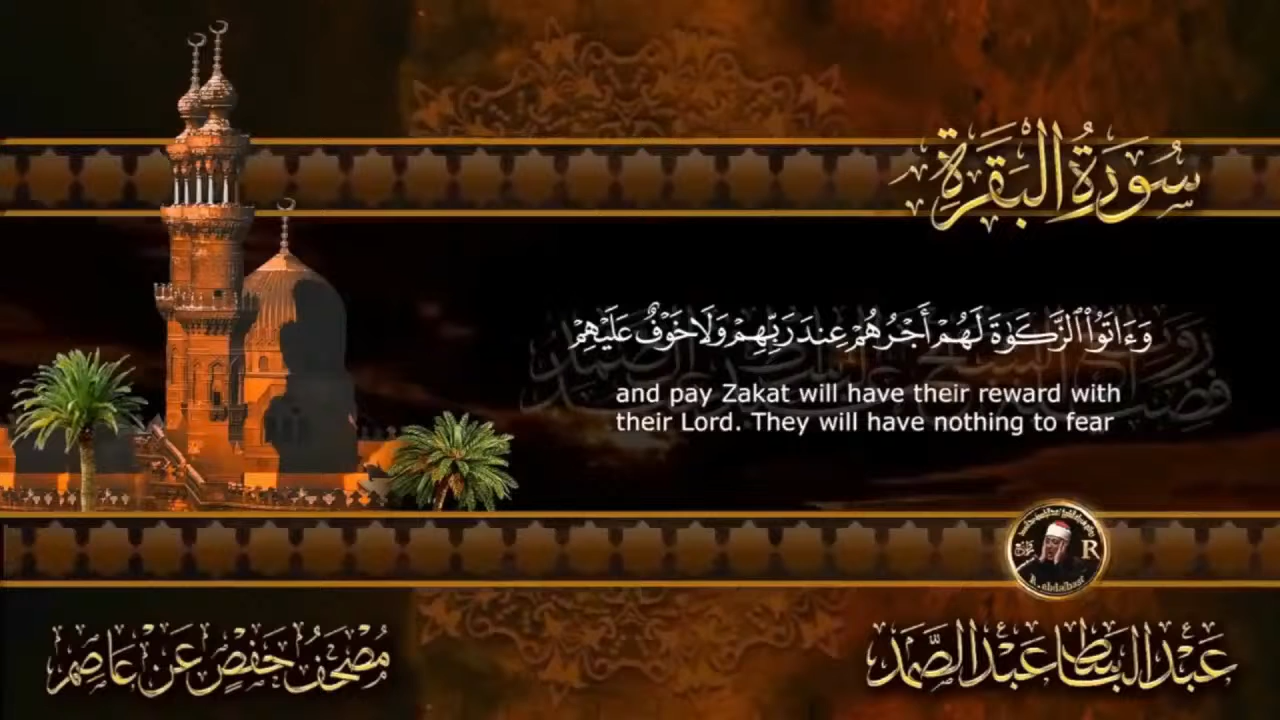 سُورَةُ البَقَرَةِ
وَءَاتَوُا۟ ٱلزَّكَوٰةَ لَهُمْ أَجْرُهُمْ عِندَ رَبِّهِمْ وَلَا خَوْفٌ عَلَيْهِمْ
and pay Zakat will have their reward with
their Lord. They will have nothing to fear
R
عَبْدُ البَاسِط عَبْدُ الصَّمَد
مُصْحَفُ حَفْصٍ عَنْ عَاصِم